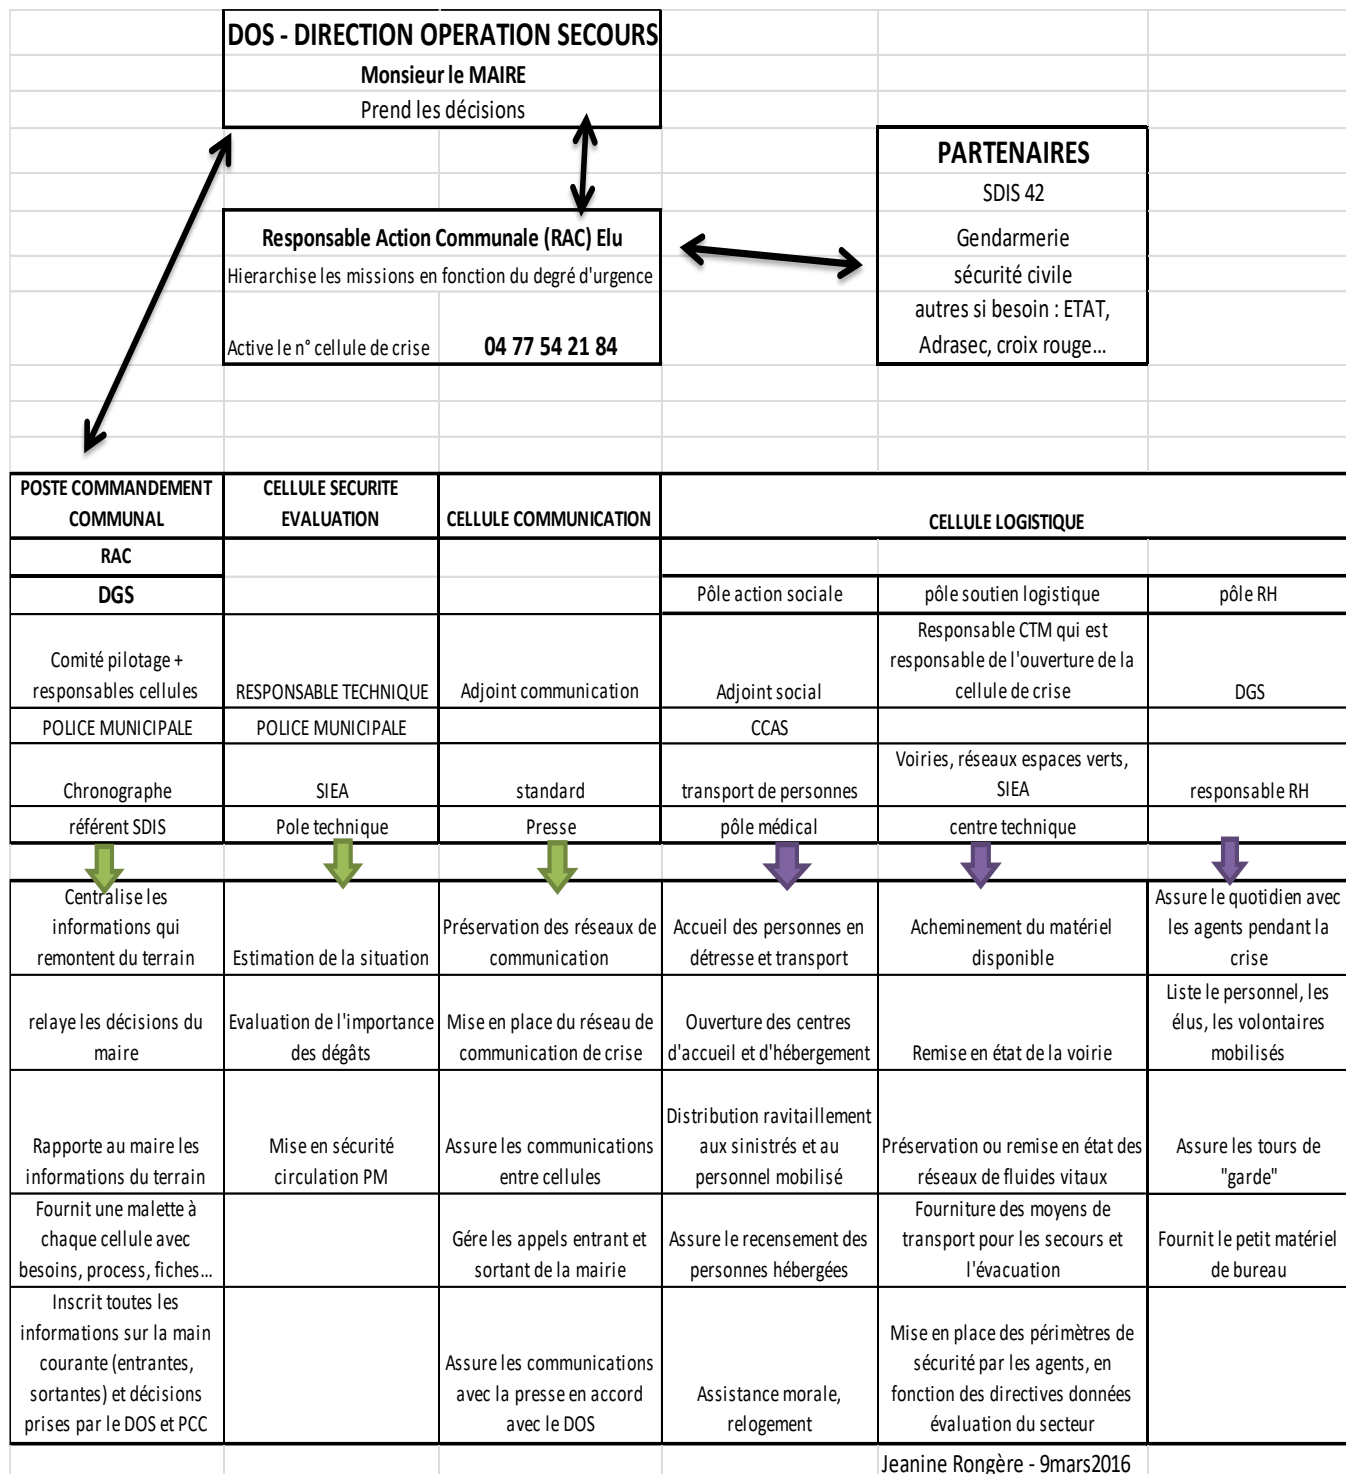 DOS - DIRECTION OPERATION SECOURS
Monsieur le MAIRE
Prend les décisions
PARTENAIRES
SDIS 42
Gendarmerie
sécurité civile
autres si besoin : ETAT,
Adrasec, croix rouge...
Responsable Action Communale (RAC) Elu
Hierarchise les missions en fonction du degré d'urgence
Active le n° cellule de crise 04 77 54 21 84
POSTE COMMANDEMENT
COMMUNAL
CELLULE SECURITE
EVALUATION
CELLULE COMMUNICATION
CELLULE LOGISTIQUE
RAC
DGS
Pôle action sociale
pôle soutien logistique
pôle RH
Comité pilotage +
responsables cellules
RESPONSABLE TECHNIQUE
Adjoint communication
Adjoint social
Responsable CTM qui est
responsable de l'ouverture de la
cellule de crise
DGS
POLICE MUNICIPALE
POLICE MUNICIPALE
CCAS
Chronographe
SIEA
standard
transport de personnes
Voiries, réseaux espaces verts,
SIEA
responsable RH
référent SDIS
Pole technique
Presse
pôle médical
centre technique
Centralise les
informations qui
remontent du terrain
Estimation de la situation
Préservation des réseaux de
communication
Accueil des personnes en
détresse et transport
Acheminement du matériel
disponible
Assure le quotidien avec
les agents pendant la
crise
relaye les décisions du
maire
Evaluation de l'importance
des dégâts
Mise en place du réseau de
communication de crise
Ouverture des centres
d'accueil et d'hébergement
Remise en état de la voirie
Liste le personnel, les
élus, les volontaires
mobilisés
Rapporte au maire les
informations du terrain
Mise en sécurité
circulation PM
Assure les communications
entre cellules
Distribution ravitaillement
aux sinistrés et au
personnel mobilisé
Préservation ou remise en état des
réseaux de fluides vitaux
Assure les tours de
"garde"
Fournit une malette à
chaque cellule avec
besoins, process, fiches...
Gére les appels entrant et
sortant de la mairie
Assure le recensement des
personnes hébergées
Fourniture des moyens de
transport pour les secours et
l'évacuation
Fournit le petit matériel
de bureau
Inscrit toutes les
informations sur la main
courante (entrantes,
sortantes) et décisions
prises par le DOS et PCC
Assure les communications
avec la presse en accord
avec le DOS
Assistance morale,
relogement
Mise en place des périmètres de
sécurité par les agents, en
fonction des directives données
évaluation du secteur
Jeanine Rongère - 9mars2016